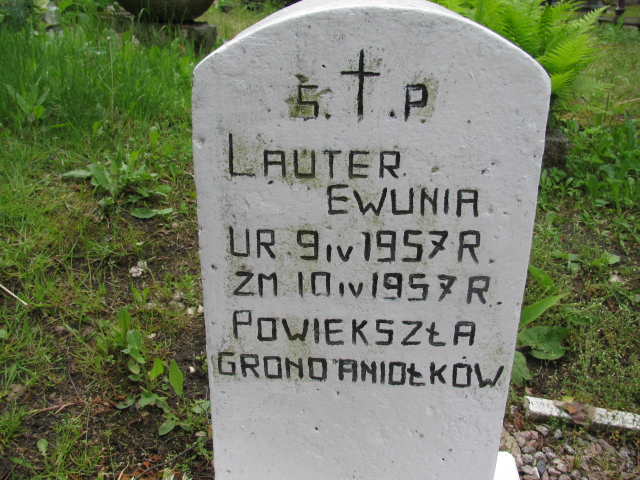 Ś. † P.
LAUTER
EWUNIA
UR 9 IV 1957 R.
ZM 10 IV 1957 R.
POWIEKSZŁA
GRONO ANIOŁKÓW